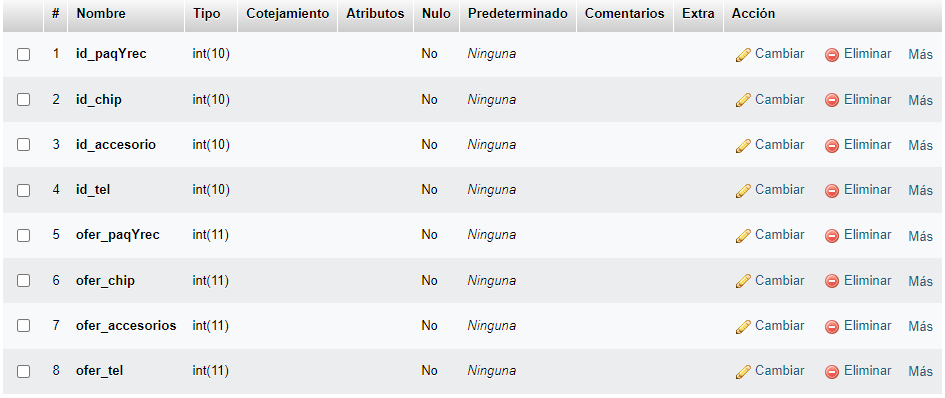 # Nombre Tipo Cotejamiento Atributos Nulo Predeterminado Comentarios Extra Acción
1 id_paqYrec int(10) No Ninguna Cambiar Eliminar Más
2 id_chip int(10) No Ninguna Cambiar Eliminar Más
3 id_accesorio int(10) No Ninguna Cambiar Eliminar Más
4 id_tel int(10) No Ninguna Cambiar Eliminar Más
5 ofer_paqYrec int(11) No Ninguna Cambiar Eliminar Más
6 ofer_chip int(11) No Ninguna Cambiar Eliminar Más
7 ofer_accesorios int(11) No Ninguna Cambiar Eliminar Más
8 ofer_tel int(11) No Ninguna Cambiar Eliminar Más